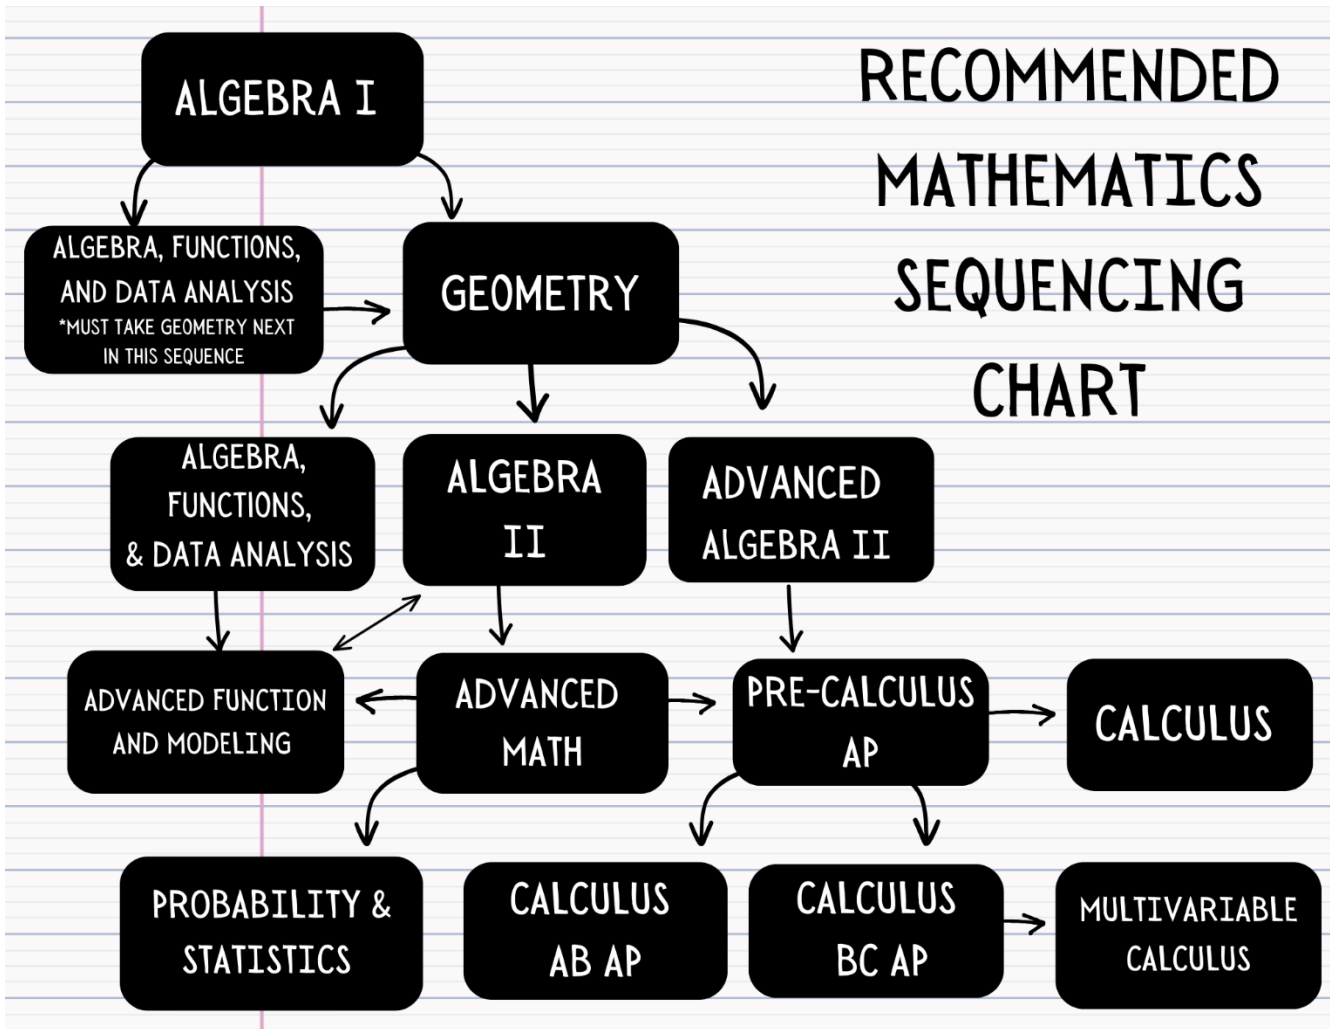 RECOMMENDED
MATHEMATICS
SEQUENCING
CHART
ALGEBRA I
ALGEBRA, FUNCTIONS,
AND DATA ANALYSIS
*MUST TAKE GEOMETRY NEXT
IN THIS SEQUENCE
GEOMETRY
ALGEBRA,
FUNCTIONS,
& DATA ANALYSIS
ALGEBRA
II
ADVANCED
ALGEBRA II
ADVANCED FUNCTION
AND MODELING
ADVANCED
MATH
PRE-CALCULUS
AP
CALCULUS
PROBABILITY &
STATISTICS
CALCULUS
AB AP
CALCULUS
BC AP
MULTIVARIABLE
CALCULUS